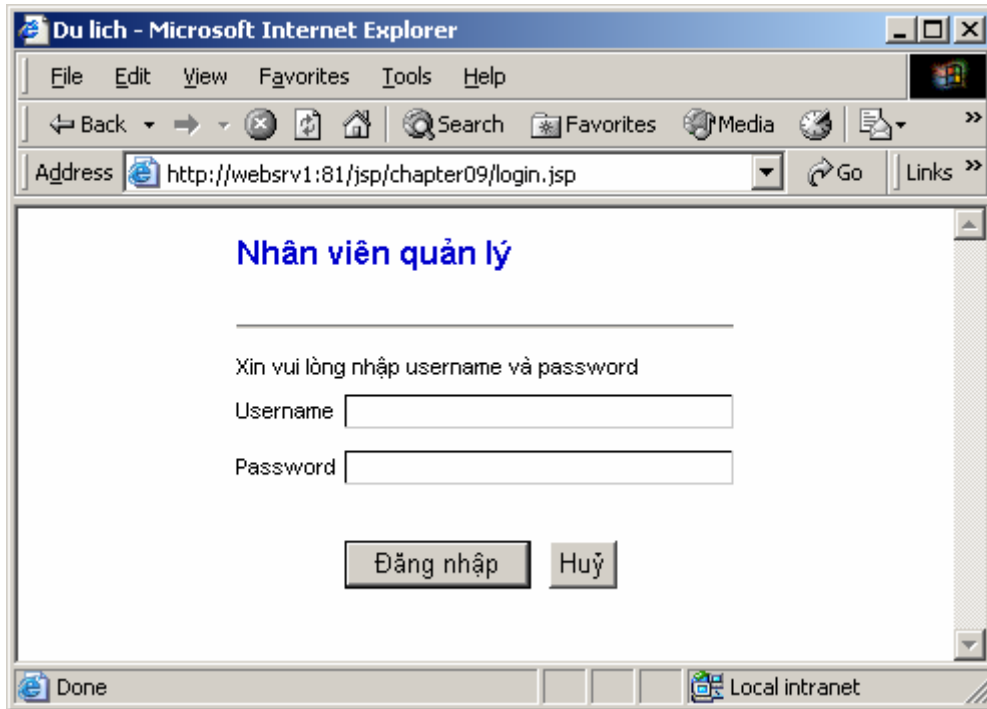 Du lich - Microsoft Internet Explorer
File Edit View Favorites Tools Help
Back Search Favorites Media »
Address http://websrv1:81/jsp/chapter09/login.jsp Go Links »
Nhân viên quản lý
Xin vui lòng nhập username và password
Username
Password
Đăng nhập Huỷ
Done Local intranet